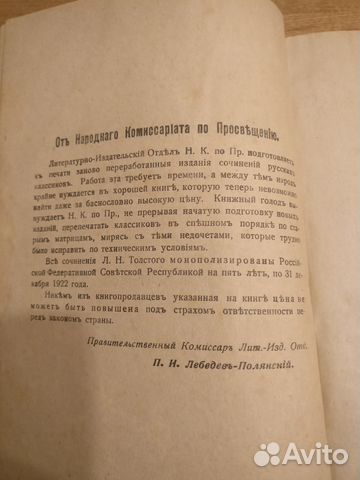 Отъ Народнаго Комиссаріата по Просвѣщенію.
Литературно-Издательскій Отдѣлъ Н. К. по Пр. подготовляетъ
къ печати заново переработанныя изданія сочиненій русскихъ
классиковъ. Работа эта требуетъ времени, а между тѣмъ народъ
крайне нуждается въ хорошей книгѣ, которую теперь невозможно
найти даже за баснословно высокую цѣну. Книжный голодъ вы-
нуждаетъ Н. К. по Пр., не прерывая начатую подготовку новыхъ
изданій, перепечатать классиковъ въ спѣшномъ порядкѣ по ста-
рымъ матрицамъ, мирясь съ тѣми недочетами, которые трудно
было исправить по техническимъ условіямъ.
Всѣ сочиненія Л. Н. Толстого монополизированы Россій-
ской Федеративной Совѣтской Республикой на пять лѣтъ, по 31 де-
кабря 1922 года.
Никѣмъ изъ книгопродавцевъ указанная на книгѣ цѣна не
можетъ быть повышена подъ страхомъ отвѣтственности пе-
редъ закономъ страны.
Правительственный Комиссаръ Лит.-Изд. Отд.
П. И. Лебедевъ-Полянскій.
Avito